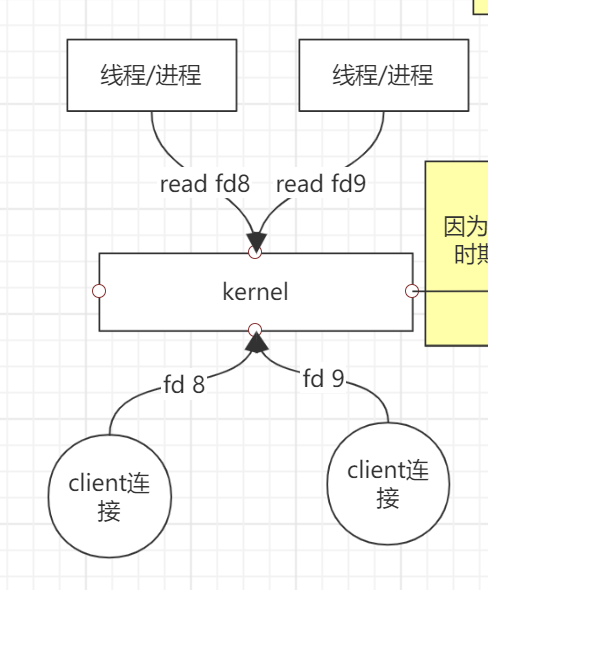 线程/进程
线程/进程
read fd8
read fd9
因为
时期
kernel
fd 8
fd 9
client连
接
client连
接